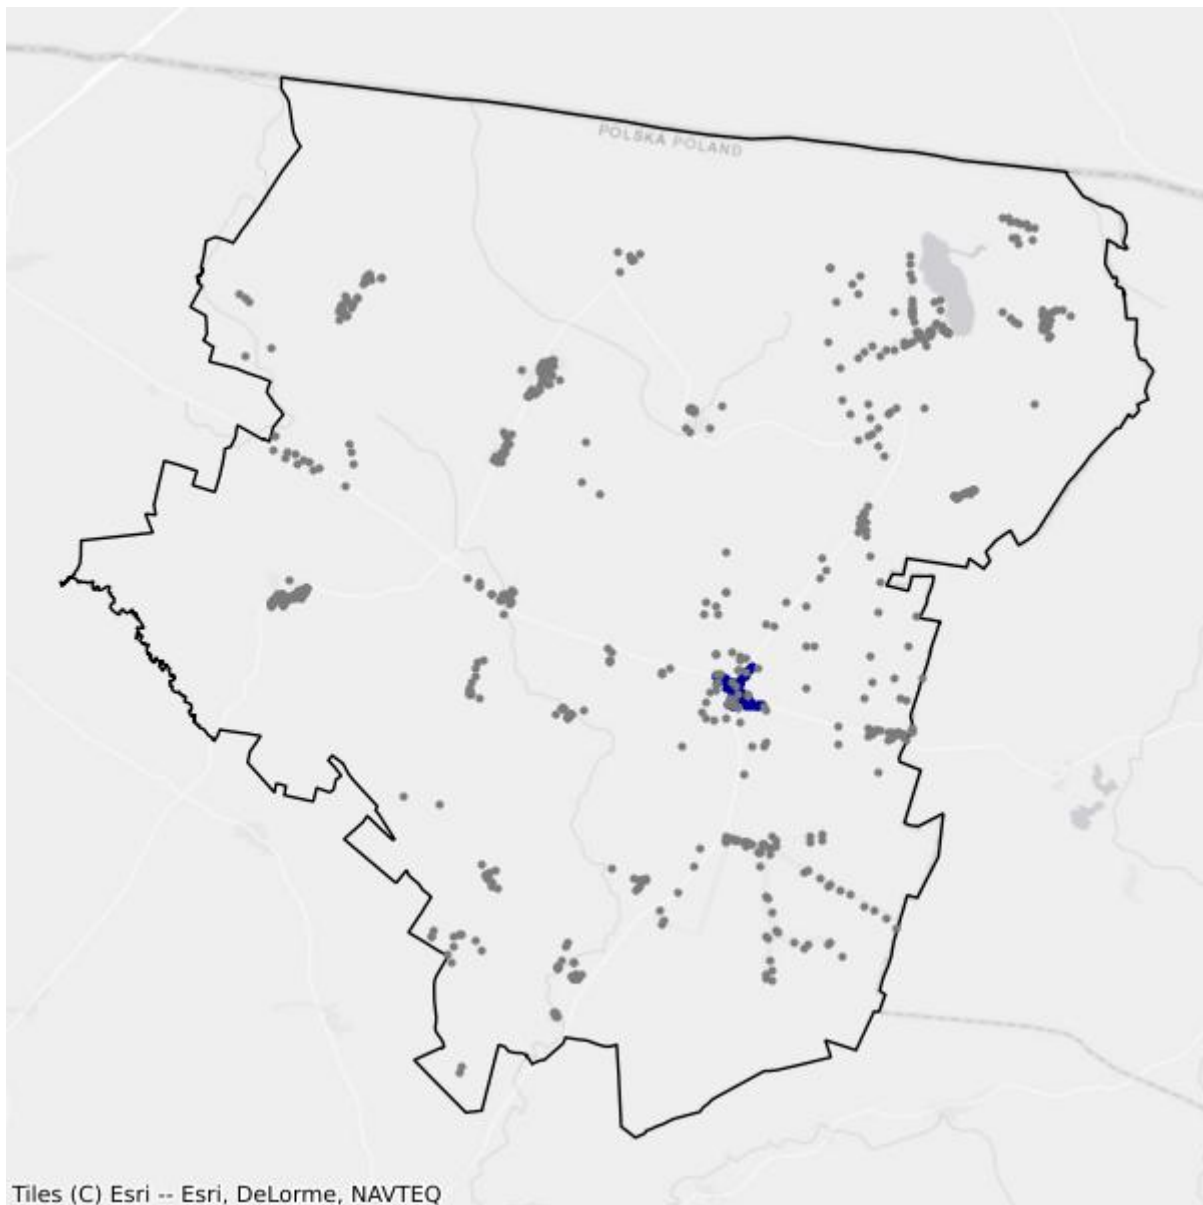 POLSKA POLAND
Tiles (C) Esri -- Esri, DeLorme, NAVTEQ